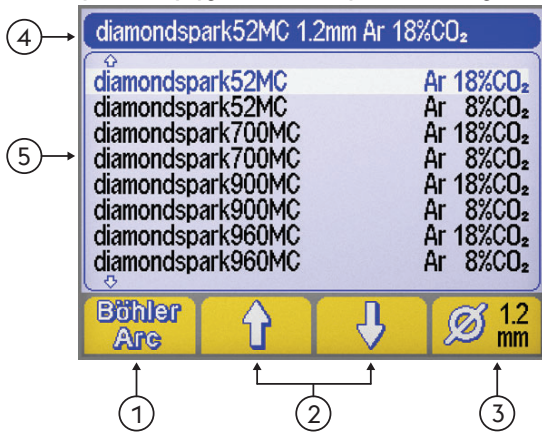 4
diamondspark52MC 1.2mm Ar 18%CO₂
diamondspark52MC Ar 18%CO₂
diamondspark52MC Ar 8%CO₂
5
diamondspark700MC Ar 18%CO₂
diamondspark700MC Ar 8%CO₂
diamondspark900MC Ar 18%CO₂
diamondspark900MC Ar 8%CO₂
diamondspark960MC Ar 18%CO₂
diamondspark960MC Ar 8%CO₂
Böhler
Arc
Ø 1.2
mm
1
2
3